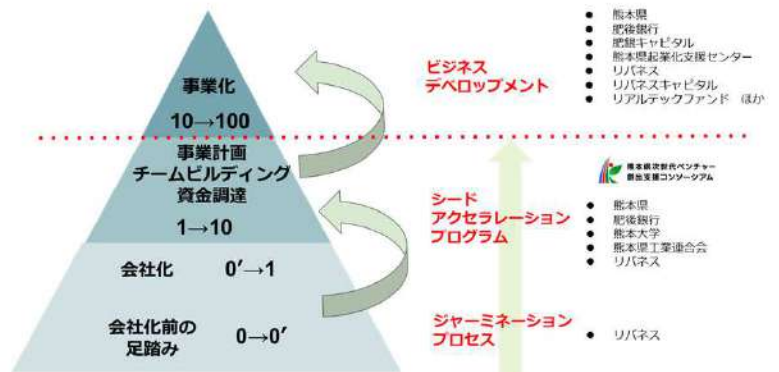 事業化
10→100
事業計画
チームビルディング
資金調達
1→10
会社化 0′→1
会社化前の
足踏み 0→0′
ビジネス
デベロップメント
シード
アクセラレーション
プログラム
ジャーミネーション
プロセス
● 熊本県
● 肥後銀行
● 肥銀キャピタル
● 熊本県起業化支援センター
● リバネス
● リバネスキャピタル
● リアルテックファンド ほか
熊本県次世代ベンチャー
創出支援コンソーシアム
● 熊本県
● 肥後銀行
● 熊本大学
● 熊本県工業連合会
● リバネス
● リバネス